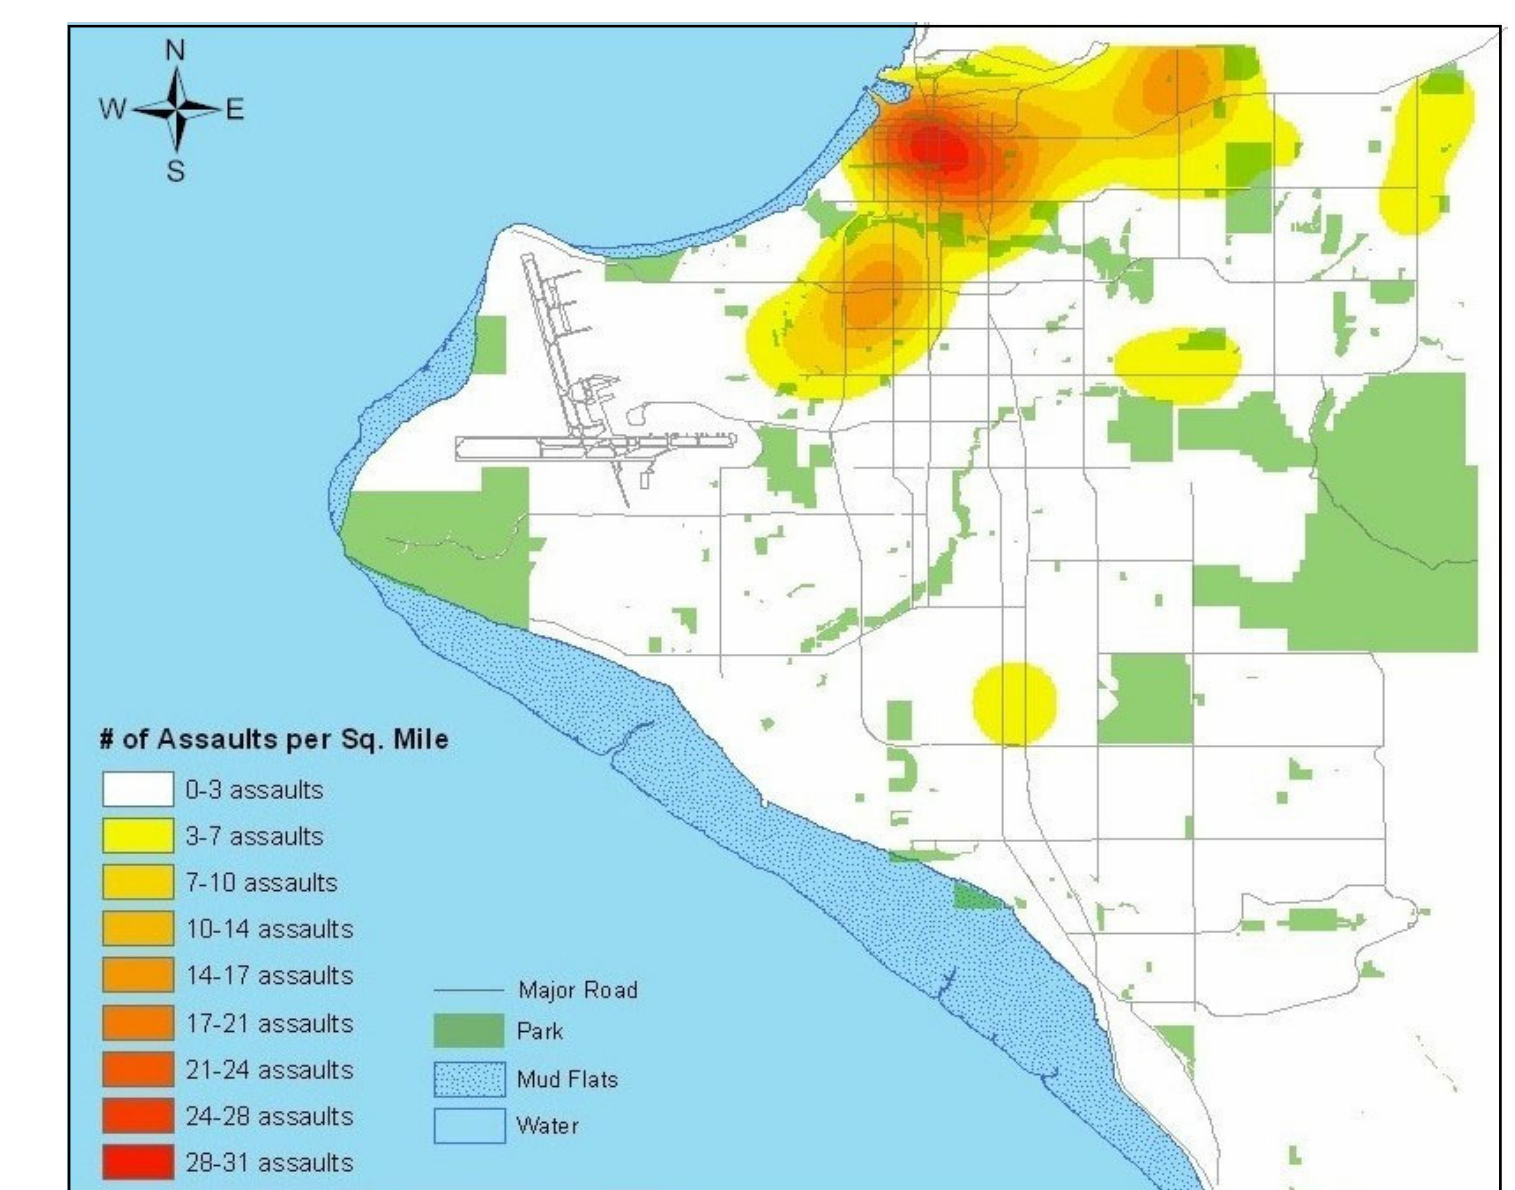 N
W E
S
# of Assaults per Sq. Mile
0-3 assaults
3-7 assaults
7-10 assaults
10-14 assaults
14-17 assaults
17-21 assaults
21-24 assaults
24-28 assaults
28-31 assaults
Major Road
Park
Mud Flats
Water